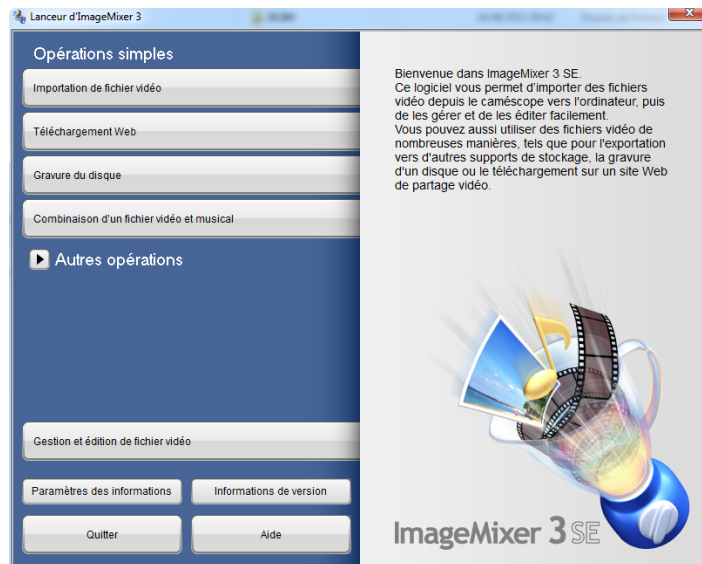 Lanceur d'ImageMixer 3
Opérations simples
Importation de fichier vidéo
Téléchargement Web
Gravure du disque
Combinaison d'un fichier vidéo et musical
Autres opérations
Gestion et édition de fichier vidéo
Paramètres des informations
Informations de version
Quitter
Aide
Bienvenue dans ImageMixer 3 SE.
Ce logiciel vous permet d'importer des fichiers
vidéo depuis le caméscope vers l'ordinateur, puis
de les gérer et de les éditer facilement.
Vous pouvez aussi utiliser des fichiers vidéo de
nombreuses manières, tels que pour l'exportation
vers d'autres supports de stockage, la gravure
d'un disque ou le téléchargement sur un site Web
de partage vidéo.
ImageMixer 3 SE